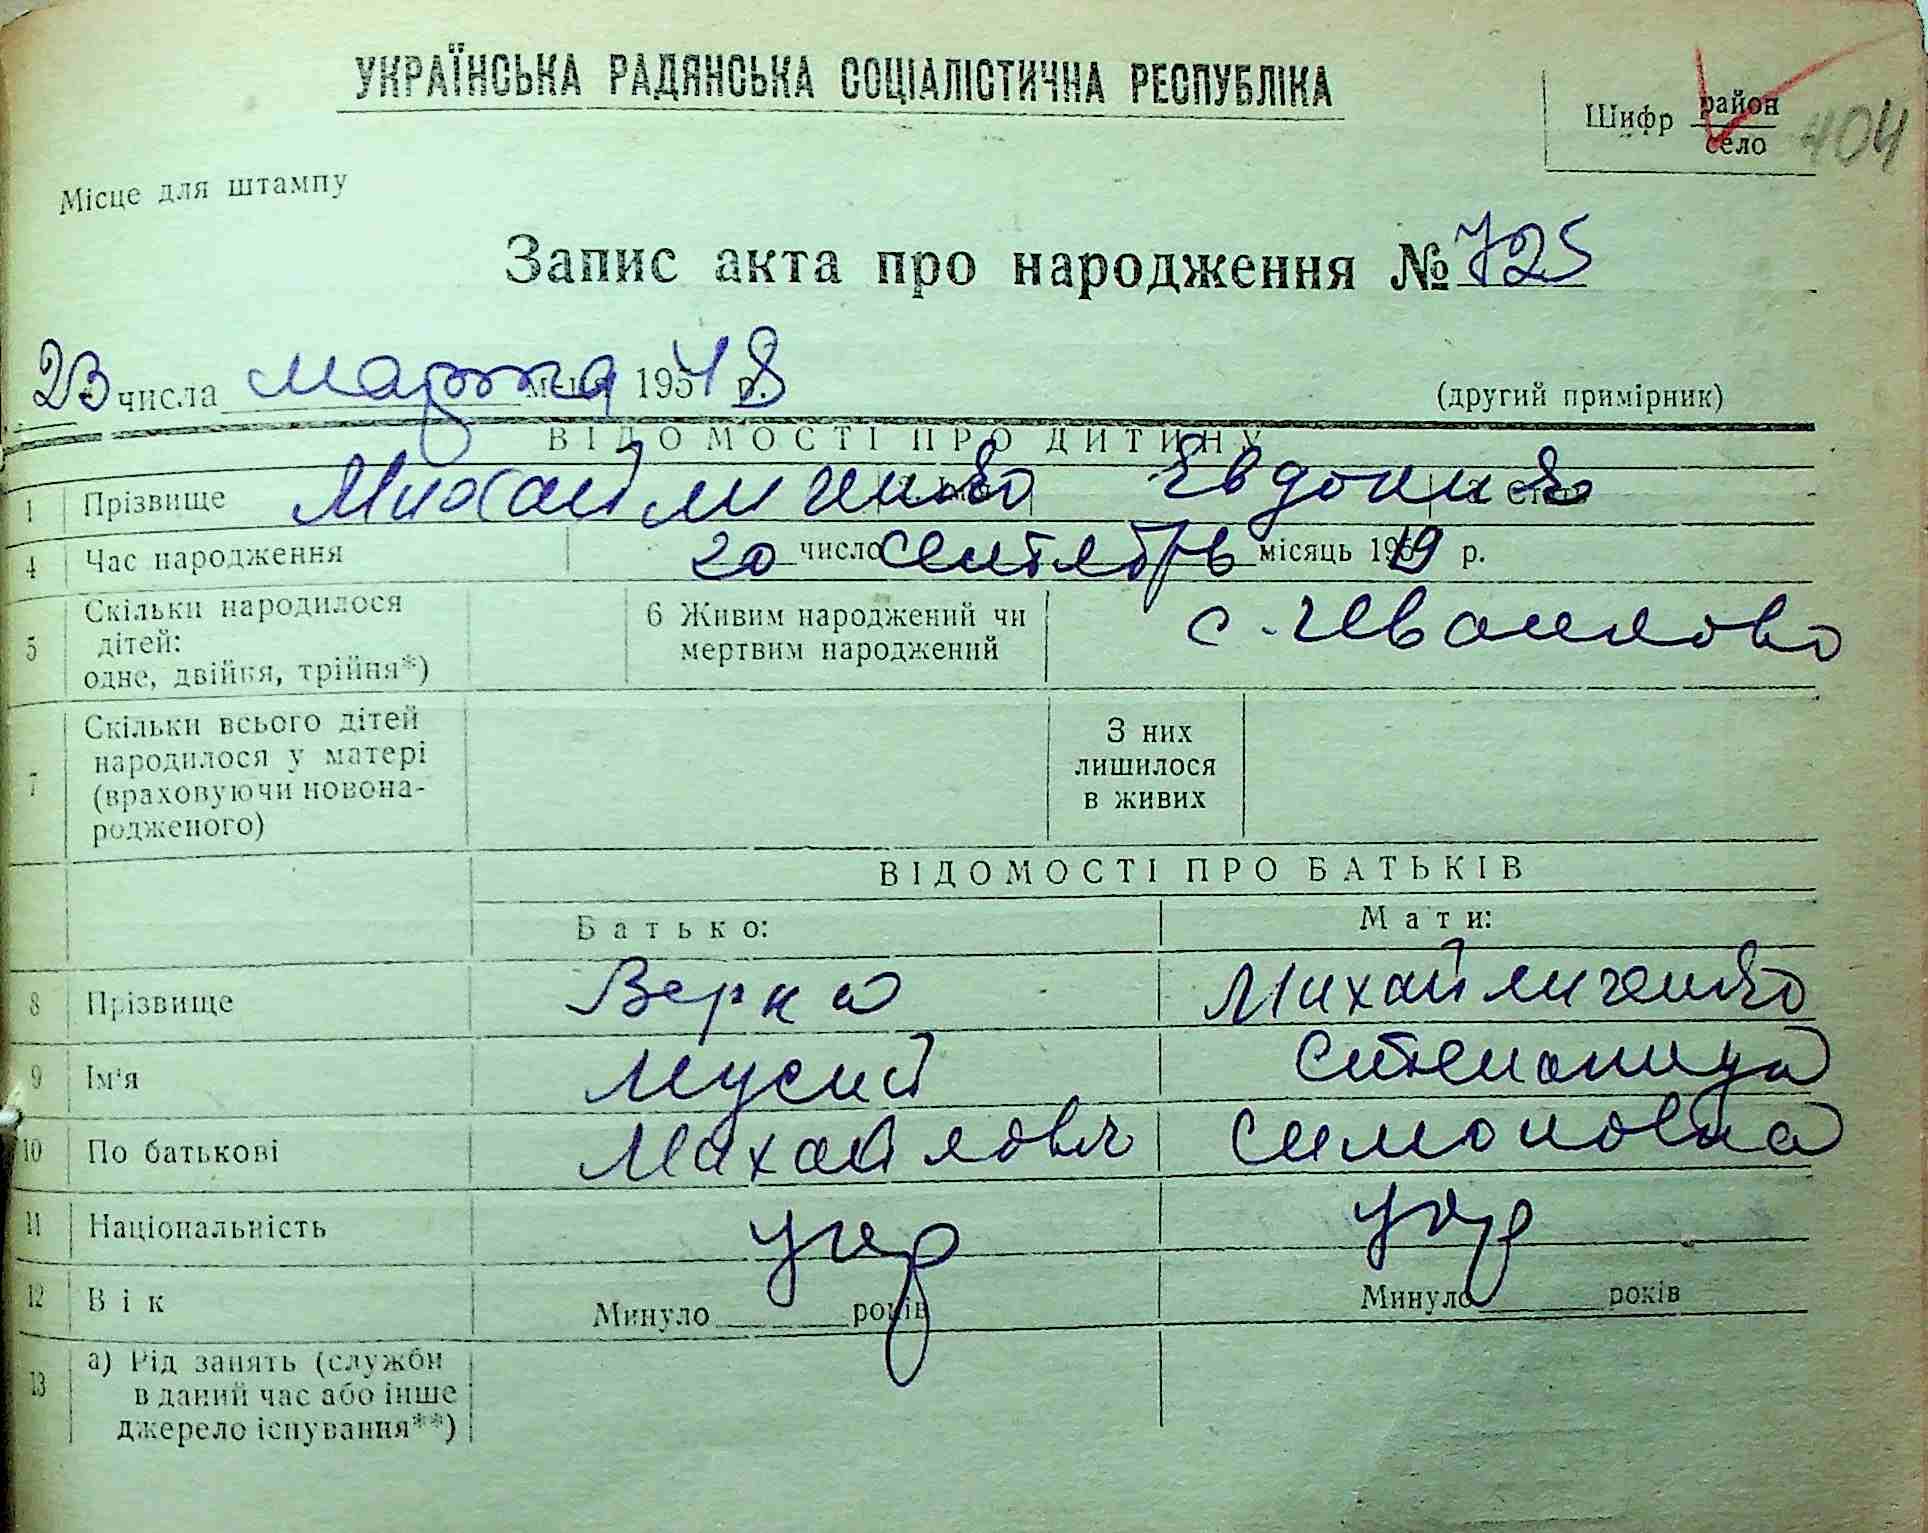 УКРАЇНСЬКА РАДЯНСЬКА СОЦІАЛІСТИЧНА РЕСПУБЛІКА
Шифр район
село 404
Місце для штампу
Запис акта про народження № 725
23 числа марта 195 48 р.
(другий примірник)
ВІДОМОСТІ ПРО ДИТИНУ
1 Прізвище Михайличенко Евдокия
4 Час народження 20 число сентябрь місяць 1919 р.
5 Скільки народилося дітей: одне, двійня, трійня*) 6 Живим народжений чи мертвим народжений с.
7 Скільки всього дітей народилося у матері (враховуючи новонародженого) З них лишилося в живих
ВІДОМОСТІ ПРО БАТЬКІВ
Батько: Мати:
8 Прізвище Верка Михайличенко
9 Ім'я Мусий
10 По батькові Михайлович Симоновна
11 Національність укр укр
12 Вік Минуло років Минуло років
13 а) Рід занять (служби в даний час або інше джерело існування**)